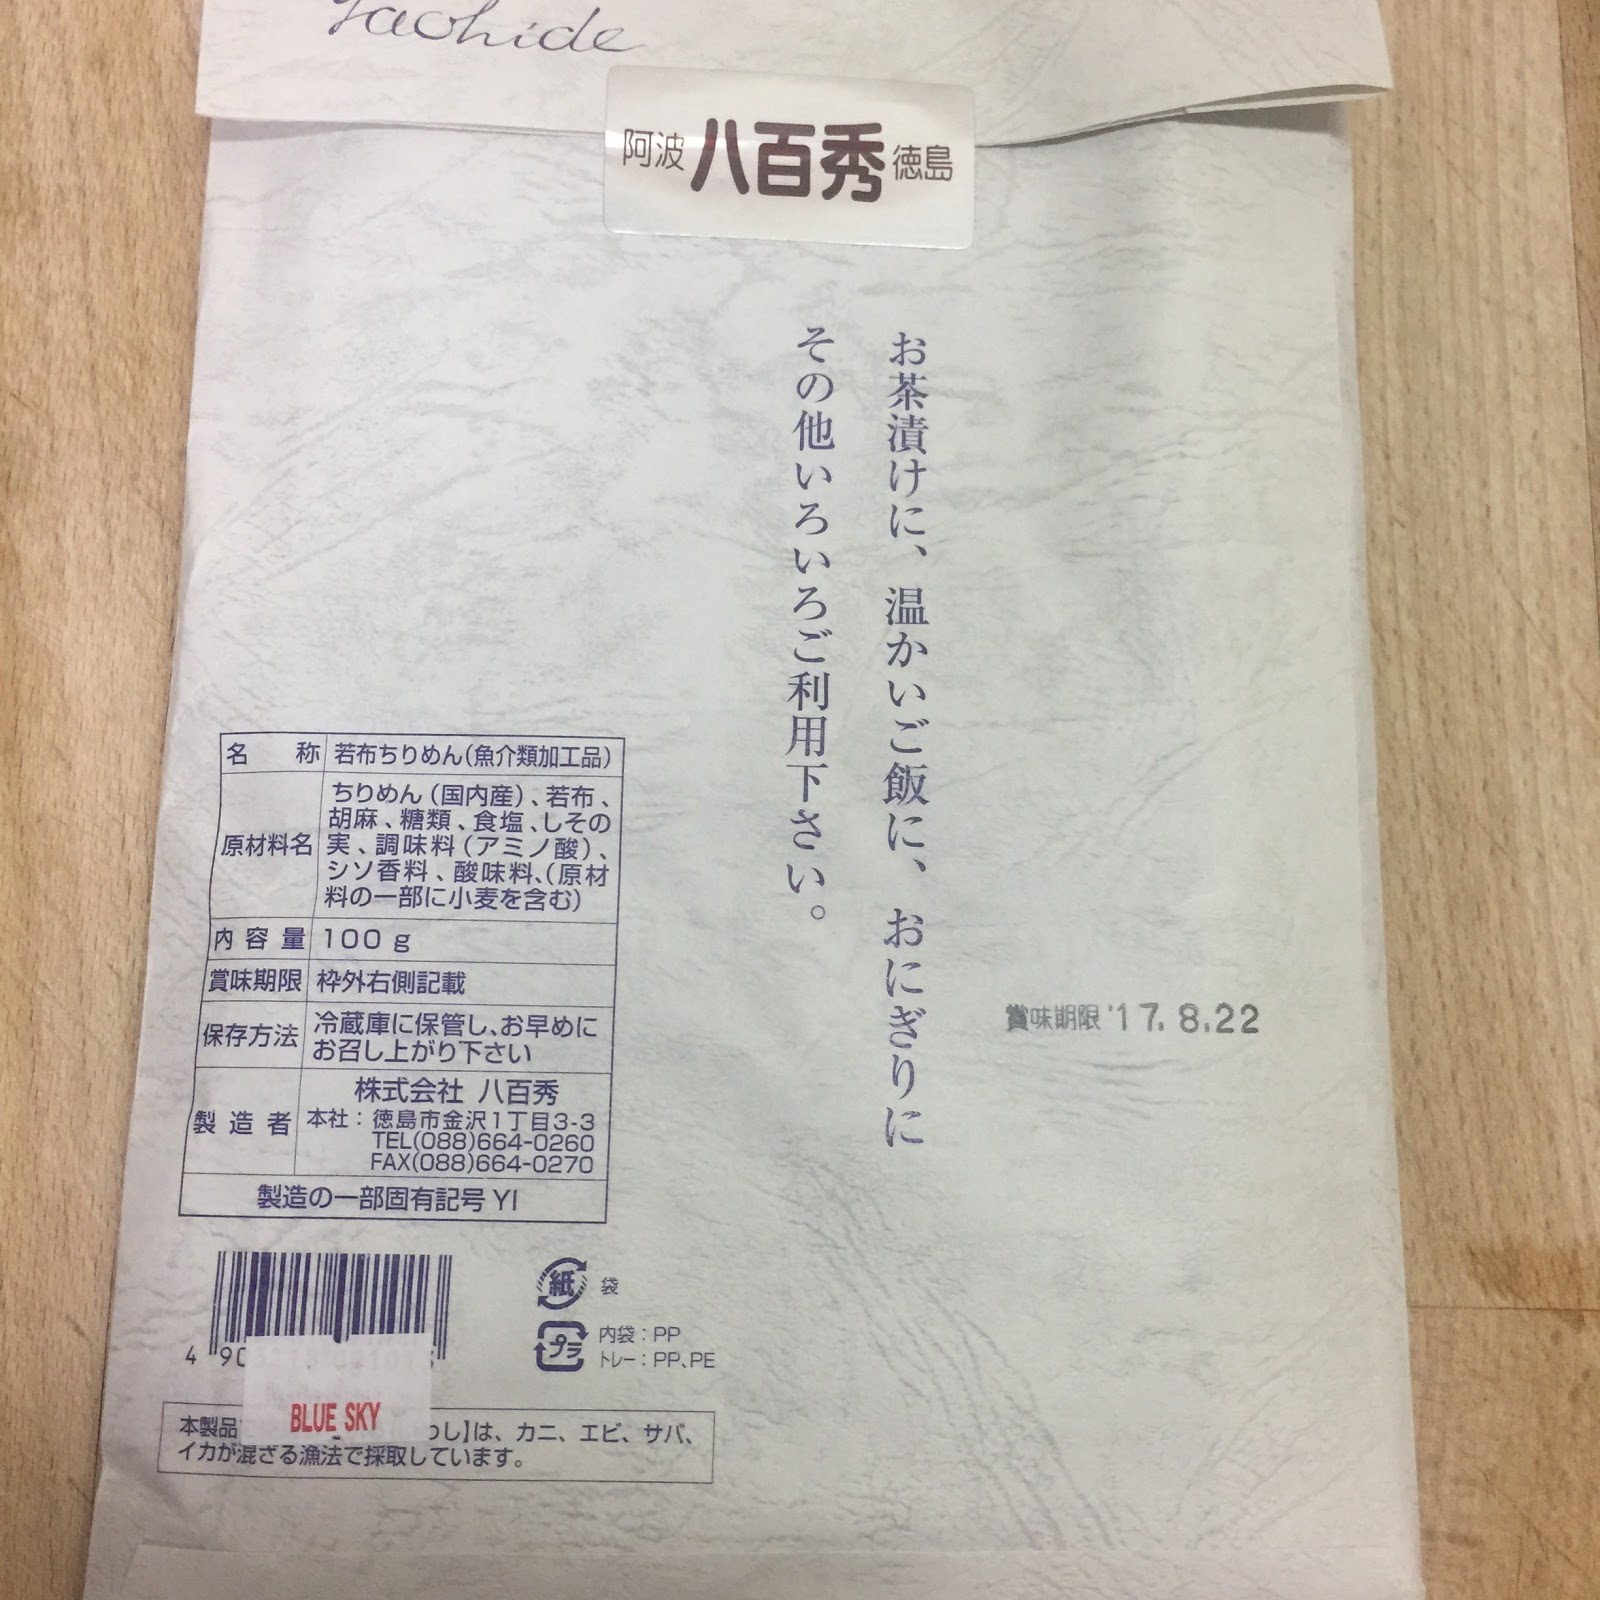 Yaohide
阿波 八百秀 徳島
お茶漬けに、温かいご飯に、おにぎりに
その他いろいろご利用下さい。
賞味期限 '17.8.22
名 称 若布ちりめん(魚介類加工品)
原材料名 ちりめん(国内産)、若布、
胡麻、糖類、食塩、しその
実、調味料(アミノ酸)、
シソ香料、酸味料、(原材
料の一部に小麦を含む)
内容量 100g
賞味期限 枠外右側記載
保存方法 冷蔵庫に保管し、お早めに
お召し上がり下さい
製造者 株式会社 八百秀
本社:徳島市金沢1丁目3-3
TEL(088)664-0260
FAX(088)664-0270
製造の一部固有記号 YI
4 90
紙 袋
プラ 内袋:PP
トレー:PP、PE
BLUE SKY
本製品 わし】は、カニ、エビ、サバ、
イカが混ざる漁法で採取しています。